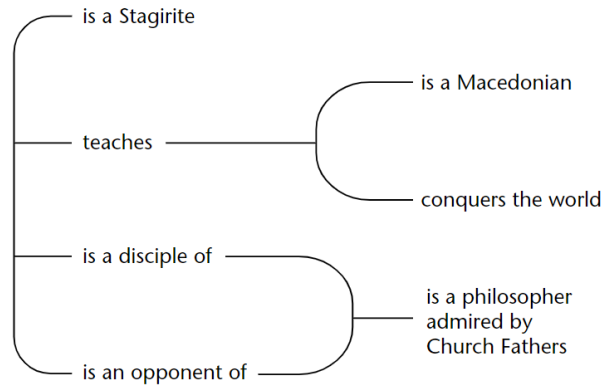 is a Stagirite
is a Macedonian
teaches
conquers the world
is a disciple of
is a philosopher
admired by
Church Fathers
is an opponent of